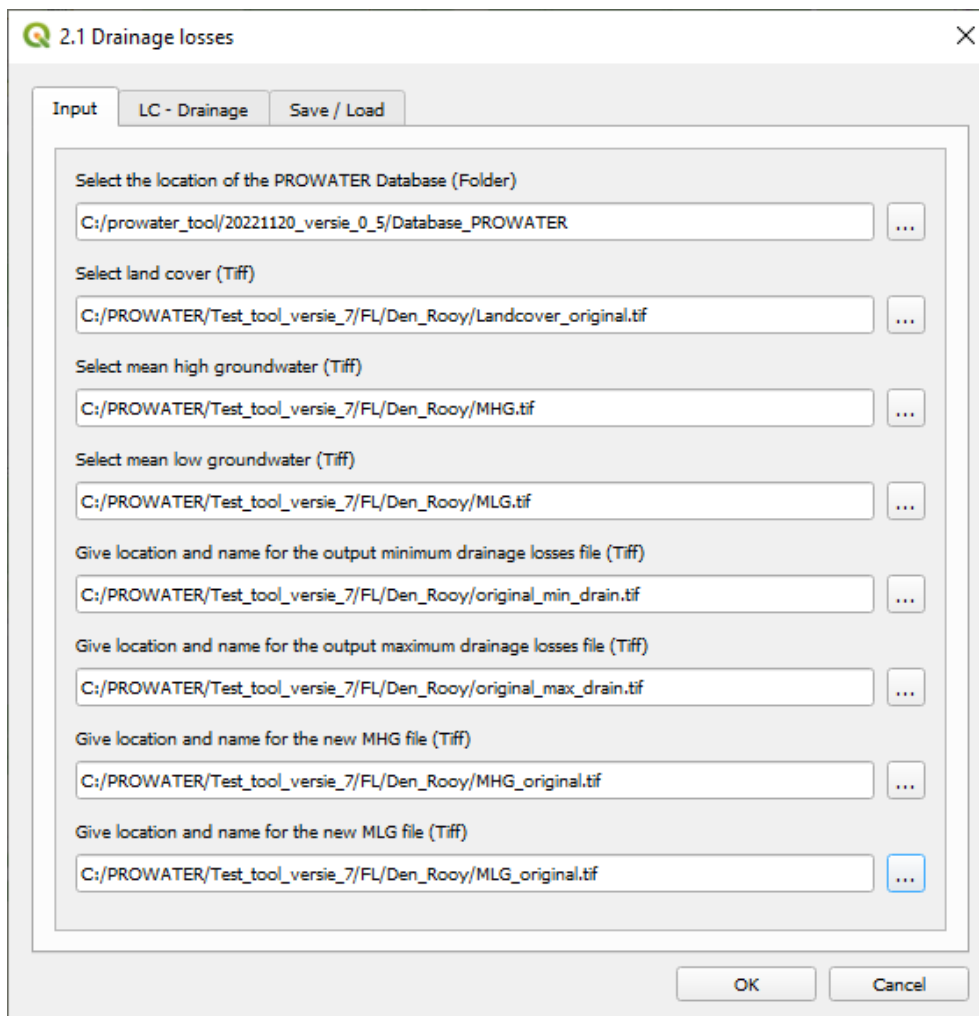 2.1 Drainage losses
Input
LC - Drainage
Save / Load
Select the location of the PROWATER Database (Folder)
C:/prowater_tool/20221120_versie_0_5/Database_PROWATER
...
Select land cover (Tiff)
C:/PROWATER/Test_tool_versie_7/FL/Den_Rooy/Landcover_original.tif
...
Select mean high groundwater (Tiff)
C:/PROWATER/Test_tool_versie_7/FL/Den_Rooy/MHG.tif
...
Select mean low groundwater (Tiff)
C:/PROWATER/Test_tool_versie_7/FL/Den_Rooy/MLG.tif
...
Give location and name for the output minimum drainage losses file (Tiff)
C:/PROWATER/Test_tool_versie_7/FL/Den_Rooy/original_min_drain.tif
...
Give location and name for the output maximum drainage losses file (Tiff)
C:/PROWATER/Test_tool_versie_7/FL/Den_Rooy/original_max_drain.tif
...
Give location and name for the new MHG file (Tiff)
C:/PROWATER/Test_tool_versie_7/FL/Den_Rooy/MHG_original.tif
...
Give location and name for the new MLG file (Tiff)
C:/PROWATER/Test_tool_versie_7/FL/Den_Rooy/MLG_original.tif
...
OK
Cancel